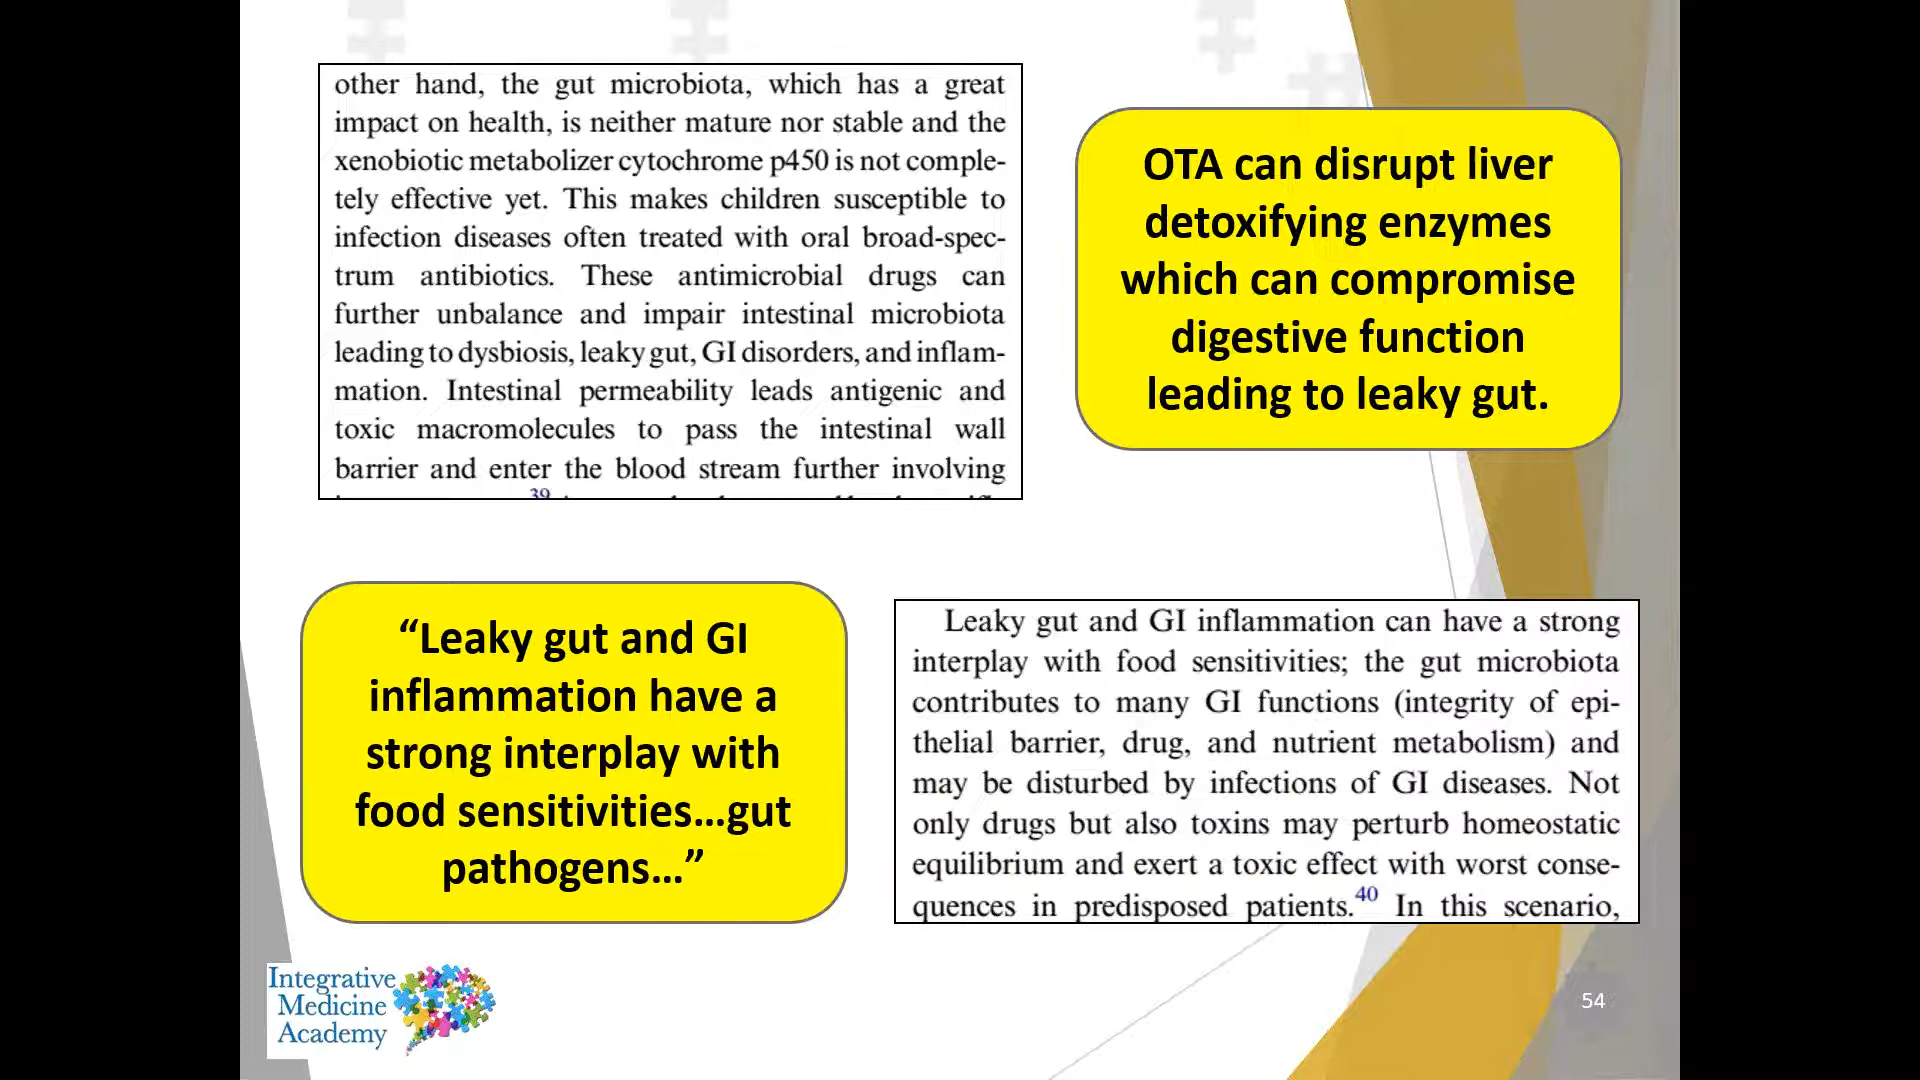 other hand, the gut microbiota, which has a great
impact on health, is neither mature nor stable and the
xenobiotic metabolizer cytochrome p450 is not comple-
tely effective yet. This makes children susceptible to
infection diseases often treated with oral broad-spec-
trum antibiotics. These antimicrobial drugs can
further unbalance and impair intestinal microbiota
leading to dysbiosis, leaky gut, GI disorders, and inflam-
mation. Intestinal permeability leads antigenic and
toxic macromolecules to pass the intestinal wall
barrier and enter the blood stream further involving
39
OTA can disrupt liver
detoxifying enzymes
which can compromise
digestive function
leading to leaky gut.
“Leaky gut and GI
inflammation have a
strong interplay with
food sensitivities…gut
pathogens…”
Leaky gut and GI inflammation can have a strong
interplay with food sensitivities; the gut microbiota
contributes to many GI functions (integrity of epi-
thelial barrier, drug, and nutrient metabolism) and
may be disturbed by infections of GI diseases. Not
only drugs but also toxins may perturb homeostatic
equilibrium and exert a toxic effect with worst conse-
quences in predisposed patients.40 In this scenario,
Integrative
Medicine
Academy
54